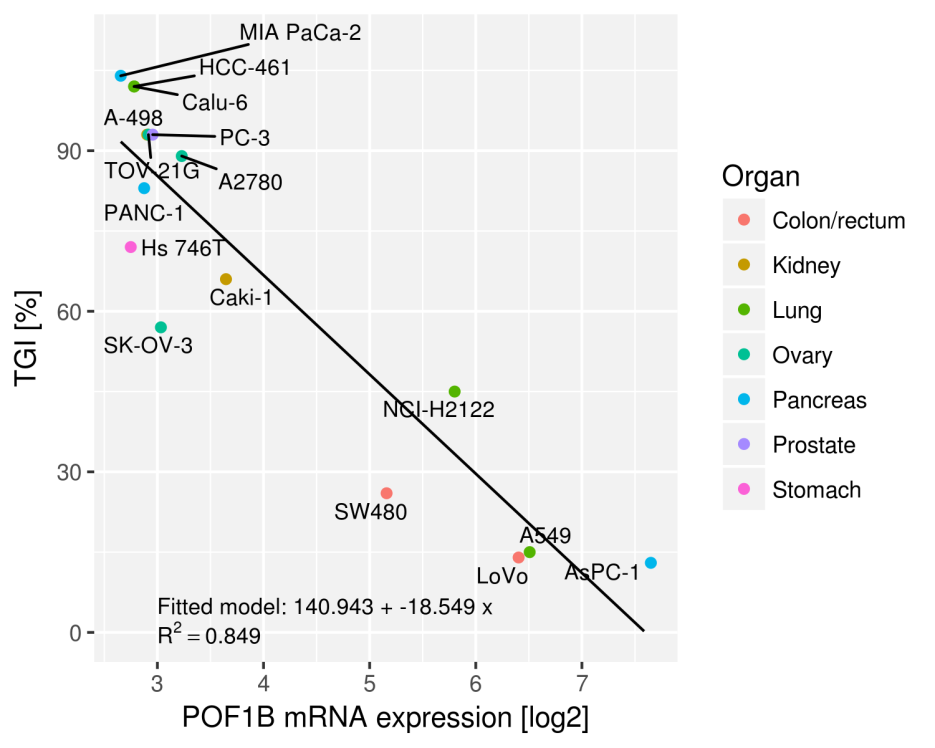 MIA PaCa-2
HCC-461
Calu-6
A-498
PC-3
TOV-21G
A2780
PANC-1
Hs 746T
Caki-1
SK-OV-3
NCI-H2122
SW480
A549
LoVo
AsPC-1
Fitted model: 140.943 + -18.549 x
R² = 0.849
90
60
30
0
3 4 5 6 7
TGI [%]
POF1B mRNA expression [log2]
Organ
Colon/rectum
Kidney
Lung
Ovary
Pancreas
Prostate
Stomach